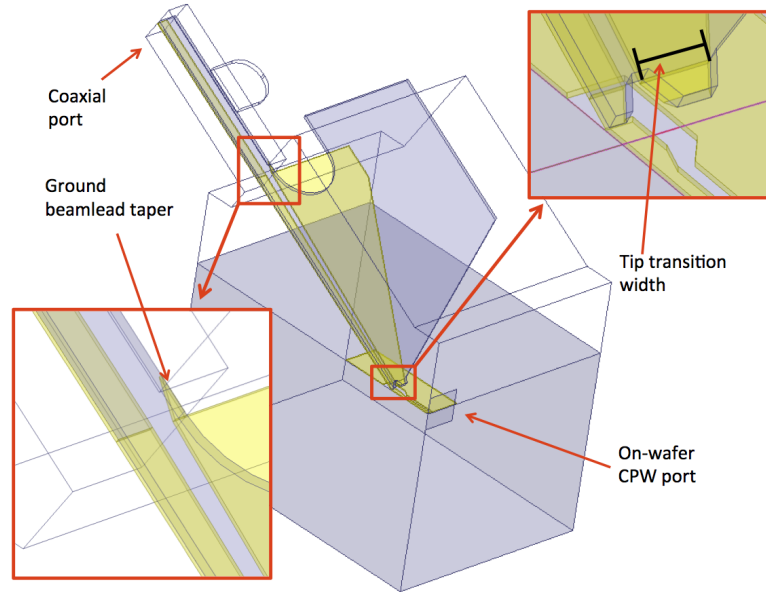 Coaxial
port
Ground
beamlead taper
Tip transition
width
On-wafer
CPW port